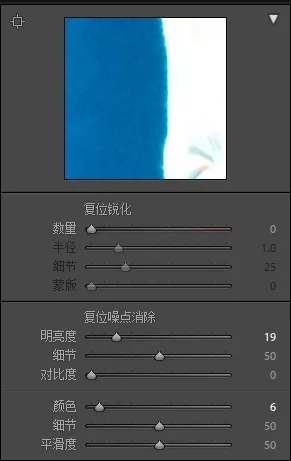 复位锐化
数量 0
半径 1.0
细节 25
蒙版 0
复位噪点消除
明亮度 19
细节 50
对比度 0
颜色 6
细节 50
平滑度 50